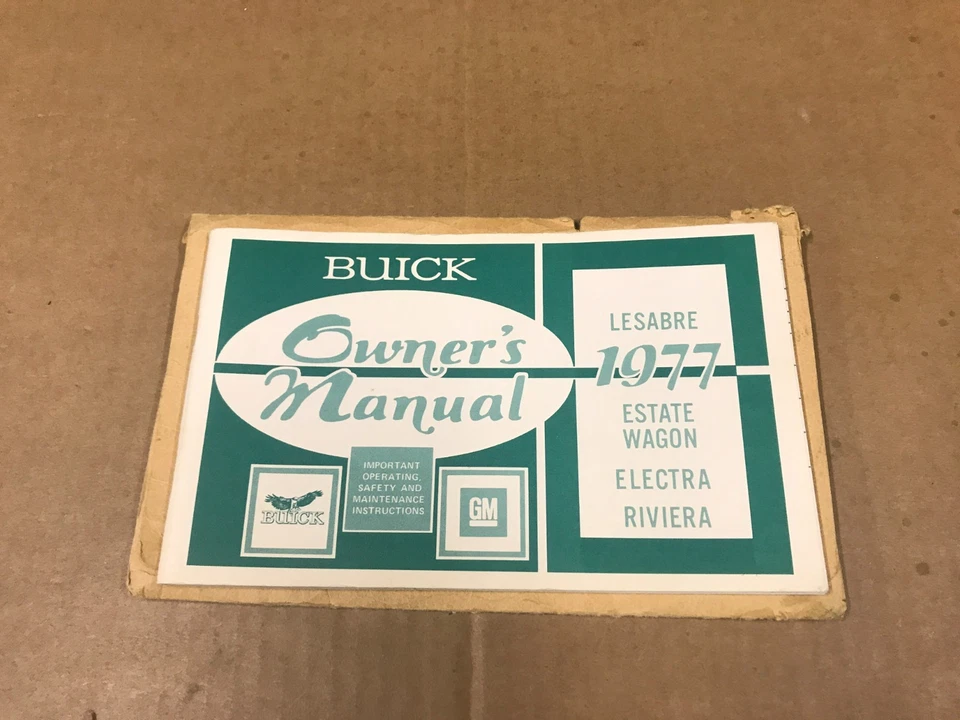 BUICK
Owner's
Manual
IMPORTANT
OPERATING,
SAFETY AND
MAINTENANCE
INSTRUCTIONS
BUICK
GM
LESABRE
1977
ESTATE
WAGON
ELECTRA
RIVIERA